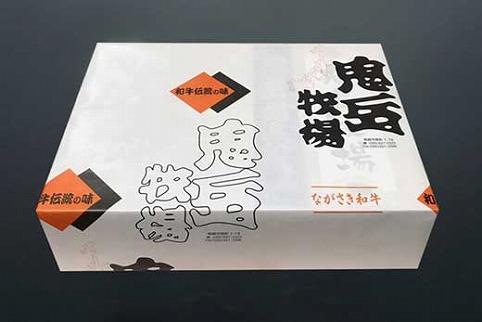 和牛伝統の味
鬼岳
牧場
鬼岳
牧場
ながさき和牛
牛伝統の味
和牛